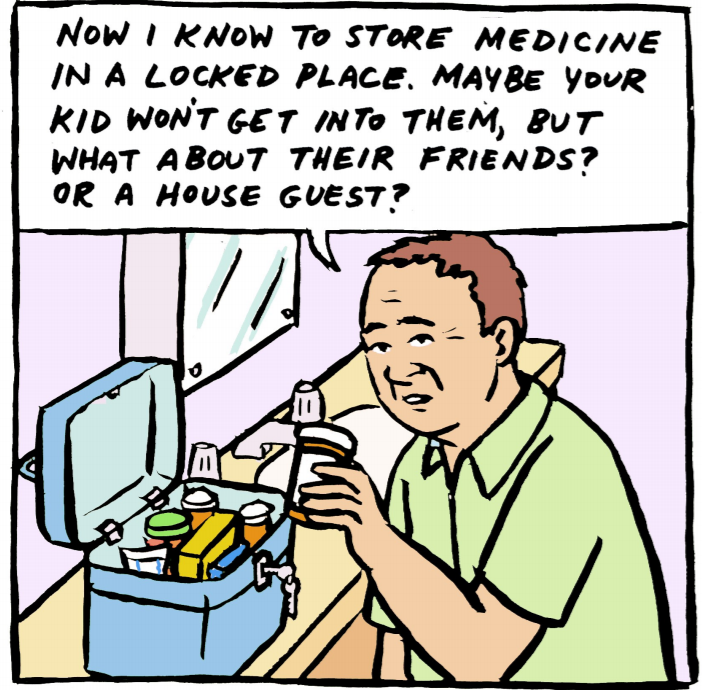 NOW I KNOW TO STORE MEDICINE
IN A LOCKED PLACE. MAYBE YOUR
KID WON'T GET INTO THEM, BUT
WHAT ABOUT THEIR FRIENDS?
OR A HOUSE GUEST?